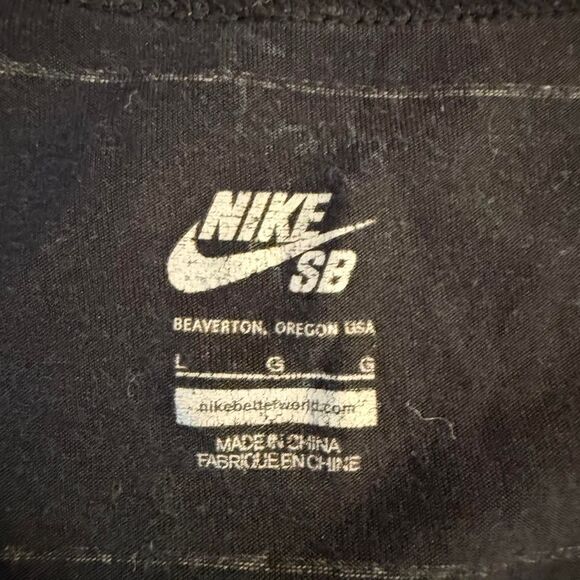 NIKE
SB
BEAVERTON, OREGON USA
L G G
nikebetterworld.com
MADE IN CHINA
FABRIQUE EN CHINE